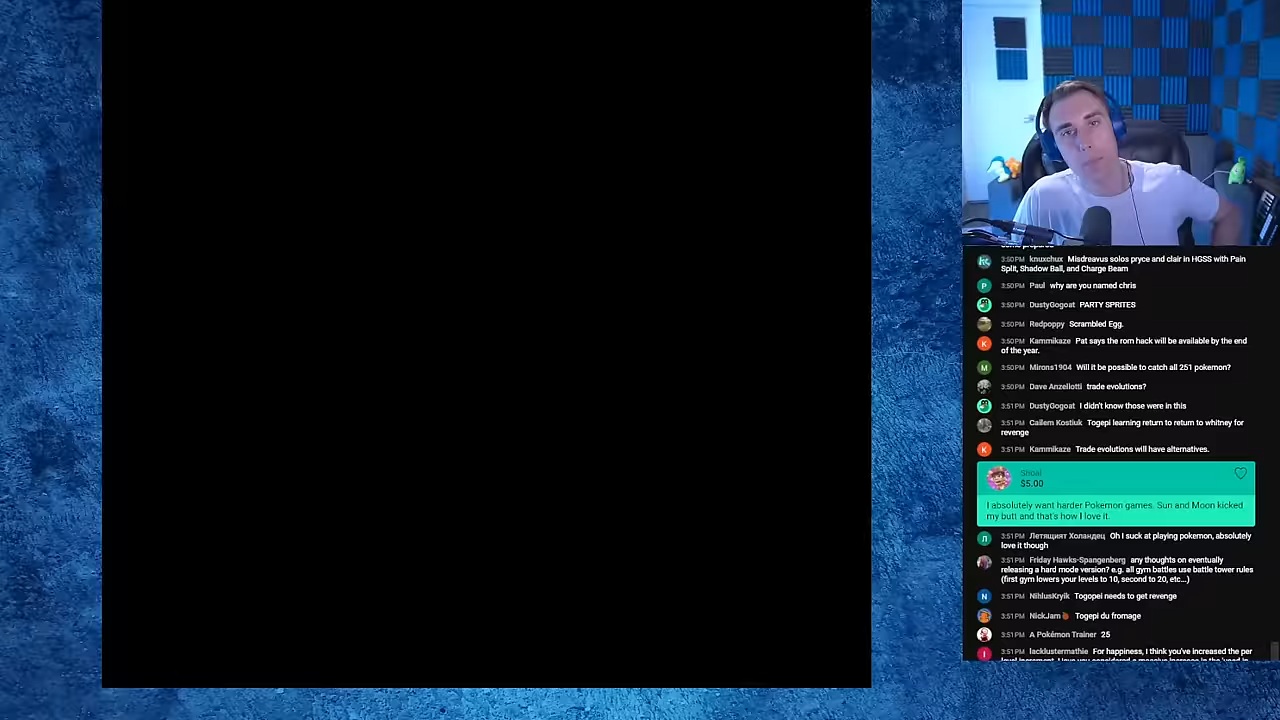 3:50PM knuxchux Misdreavus solos pryce and clair in HGSS with Pain
Split, Shadow Ball, and Charge Beam
P 3:50PM Paul why are you named chris
3:50PM DustyGogoat PARTY SPRITES
3:50PM Redpoppy Scrambled Egg.
K 3:50PM Kammikaze Pat says the rom hack will be available by the end
of the year.
M 3:50PM Mirons1904 Will it be possible to catch all 251 pokemon?
3:50PM Dave Anzellotti trade evolutions?
3:51PM DustyGogoat I didn't know those were in this
3:51PM Cailem Kostiuk Togepi learning return to return to whitney for
revenge
K 3:51PM Kammikaze Trade evolutions will have alternatives.
Shoal
$5.00
I absolutely want harder Pokemon games. Sun and Moon kicked
my butt and that's how I love it.
Л 3:51PM Летящият Холандец Oh I suck at playing pokemon, absolutely
love it though
3:51PM Friday Hawks-Spangenberg any thoughts on eventually
releasing a hard mode version? e.g. all gym battles use battle tower rules
(first gym lowers your levels to 10, second to 20, etc...)
N 3:51PM NihlusKryik Togopei needs to get revenge
3:51PM NickJam Togepi du fromage
3:51PM A Pokémon Trainer 25
l 3:51PM lacklustermathie For happiness, I think you've increased the per